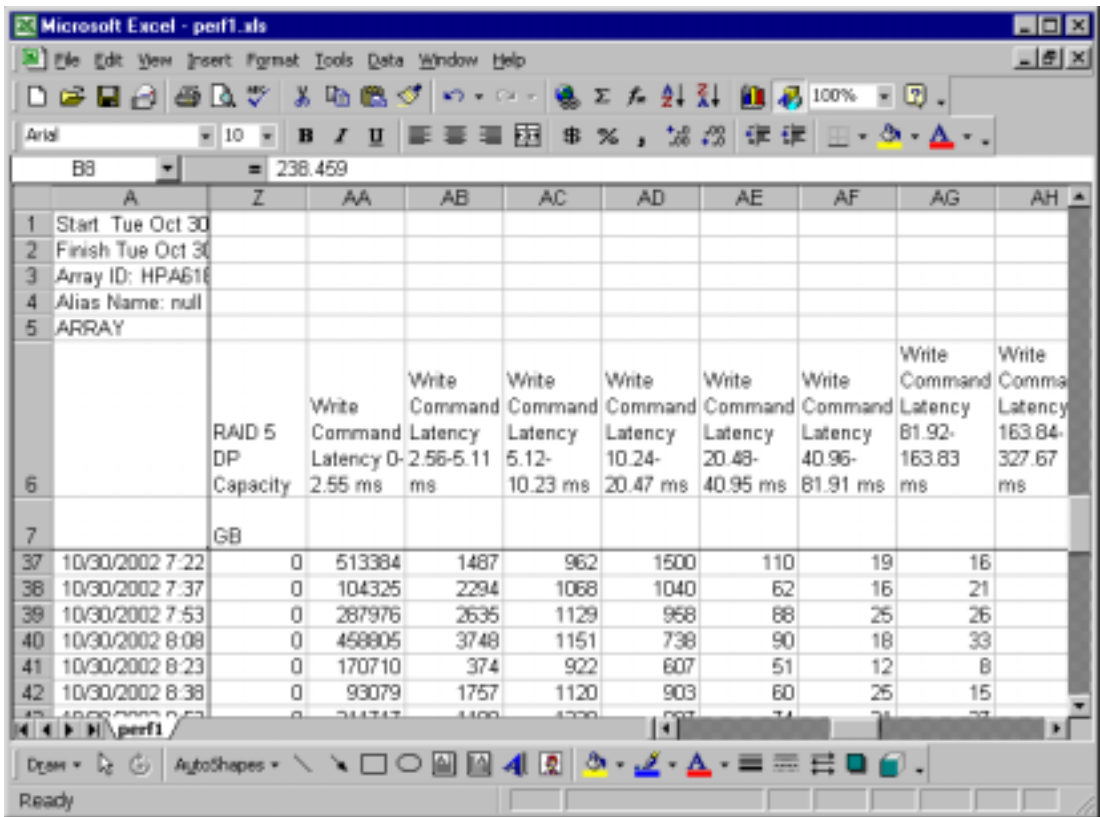 Microsoft Excel - perf1.xls
File Edit View Insert Format Tools Data Window Help
100%
Arial 10 B I U $ % ,
B8 = 238.459
A Z AA AB AC AD AE AF AG AH
1 Start Tue Oct 30
2 Finish Tue Oct 30
3 Array ID: HPA618
4 Alias Name: null
5 ARRAY
6 RAID 5 DP Capacity Write Command Latency 0-2.55 ms Write Command Latency 2.56-5.11 ms Write Command Latency 5.12-10.23 ms Write Command Latency 10.24-20.47 ms Write Command Latency 20.48-40.95 ms Write Command Latency 40.96-81.91 ms Write Command Latency 81.92-163.83 ms Write Comma Latency 163.84-327.67 ms
7 GB
37 10/30/2002 7:22 0 513384 1487 962 1500 110 19 16
38 10/30/2002 7:37 0 104325 2294 1068 1040 62 16 21
39 10/30/2002 7:53 0 287976 2635 1129 958 88 25 26
40 10/30/2002 8:08 0 458805 3748 1151 738 90 18 33
41 10/30/2002 8:23 0 170710 374 922 607 51 12 8
42 10/30/2002 8:38 0 93079 1757 1120 903 60 25 15
perf1
Draw AutoShapes
Ready